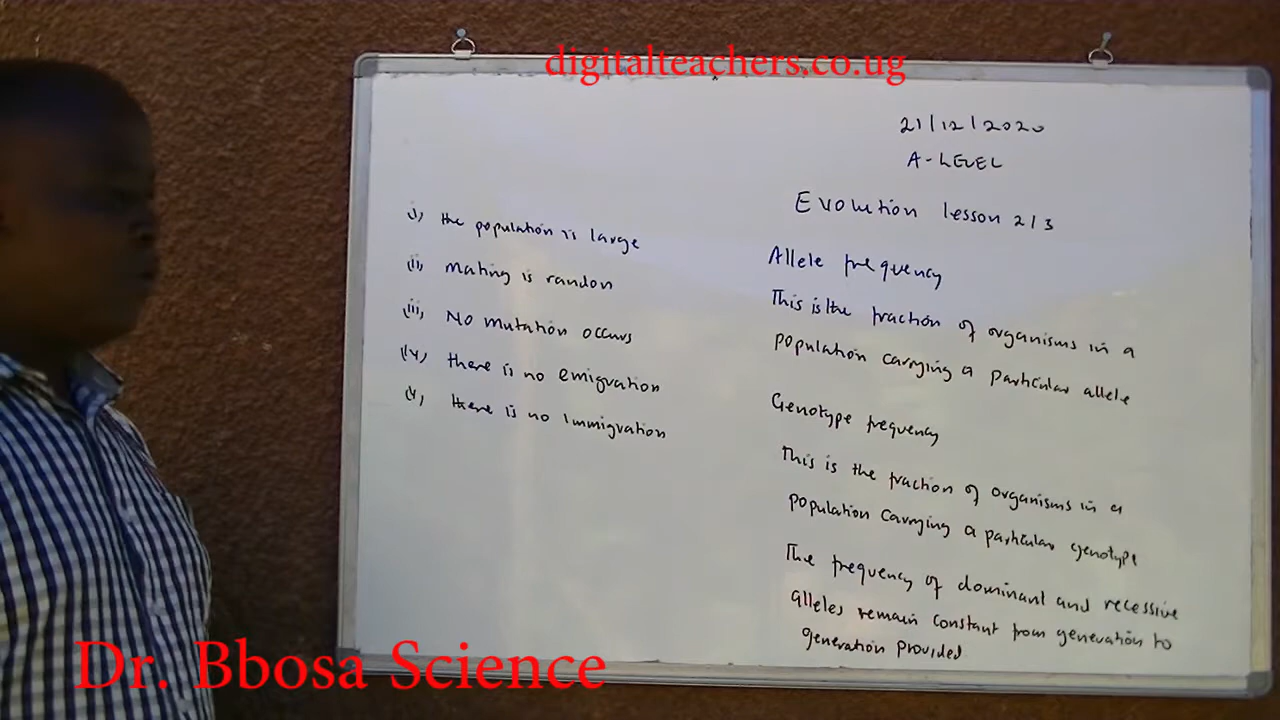 digitalteachers.co.ug
21/12/2020
A-LEVEL
Evolution lesson 2/3
Allele frequency
This is the fraction of organisms in a
population carrying a particular allele
Genotype frequency
This is the fraction of organisms in a
population carrying a particular genotype
The frequency of dominant and recessive
alleles remain constant from generation to
generation provided
i) the population is large
ii) mating is random
iii) No mutation occurs
iv) there is no emigration
v) there is no immigration
Dr. Bbosa Science